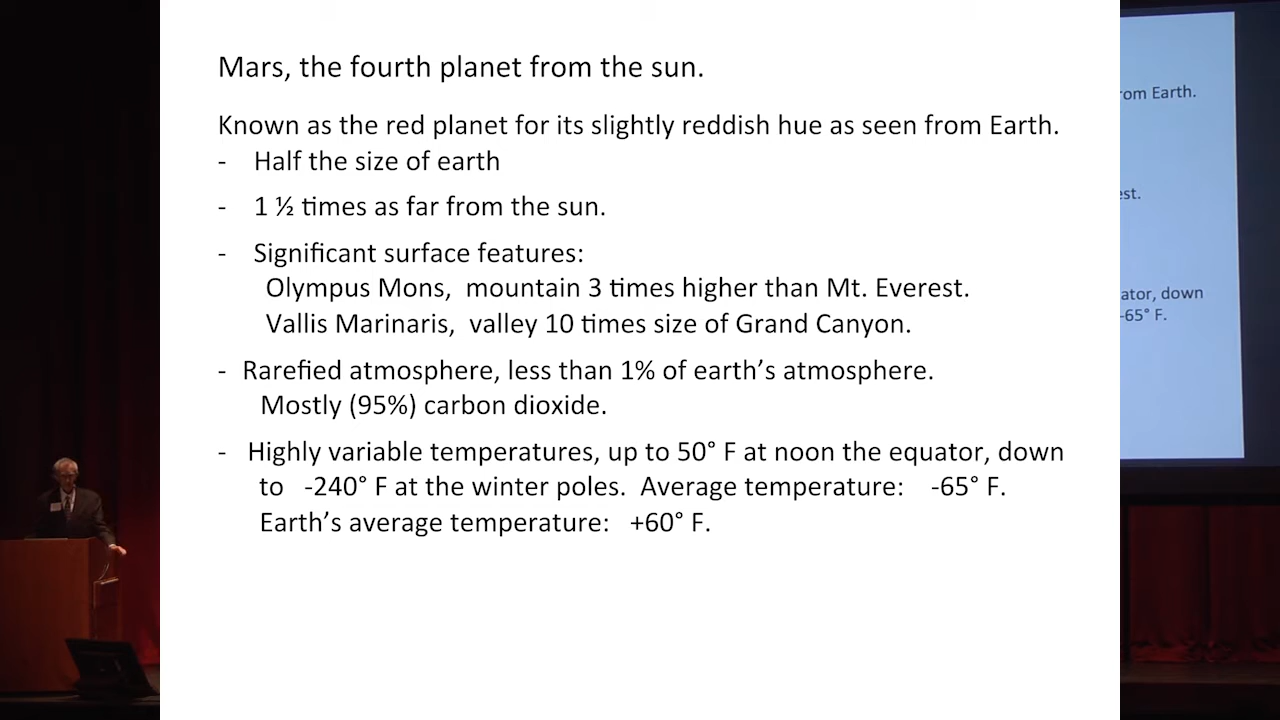 Mars, the fourth planet from the sun.
Known as the red planet for its slightly reddish hue as seen from Earth.
- Half the size of earth
- 1 ½ times as far from the sun.
- Significant surface features:
Olympus Mons, mountain 3 times higher than Mt. Everest.
Vallis Marinaris, valley 10 times size of Grand Canyon.
- Rarefied atmosphere, less than 1% of earth's atmosphere.
Mostly (95%) carbon dioxide.
- Highly variable temperatures, up to 50° F at noon the equator, down
to -240° F at the winter poles. Average temperature: -65° F.
Earth's average temperature: +60° F.
rom Earth.
est.
ator, down
-65° F.